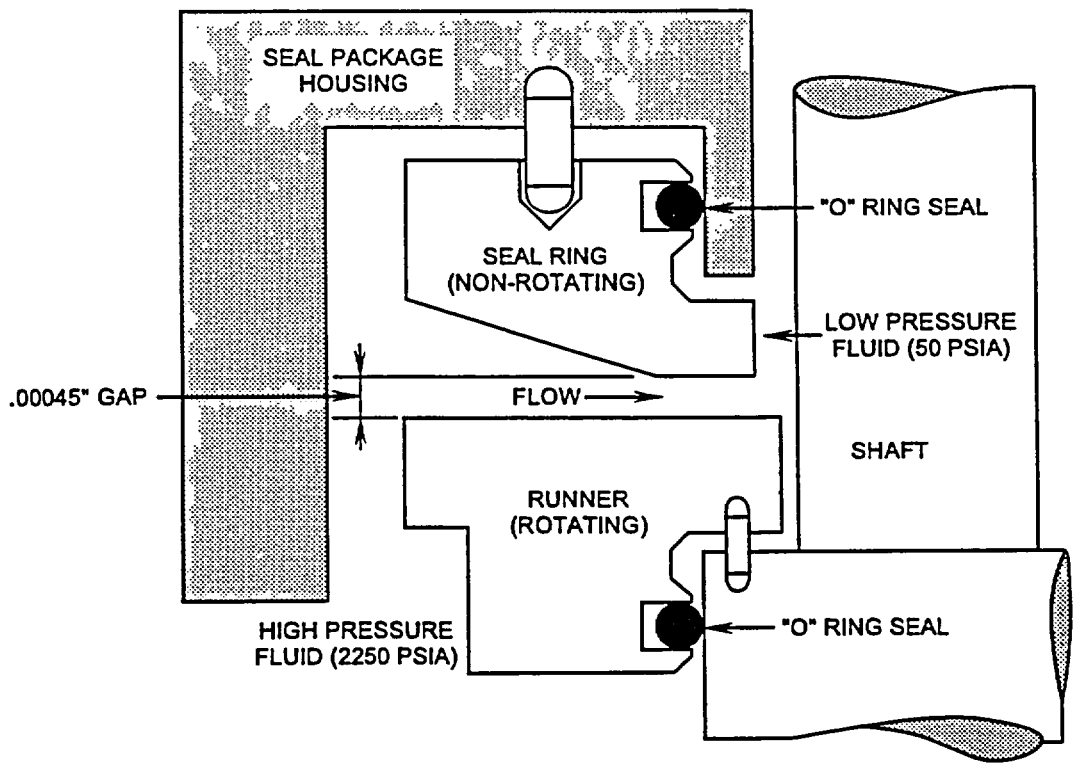 SEAL PACKAGE
HOUSING
"O" RING SEAL
SEAL RING
(NON-ROTATING)
LOW PRESSURE
FLUID (50 PSIA)
.00045" GAP
FLOW
SHAFT
RUNNER
(ROTATING)
HIGH PRESSURE
FLUID (2250 PSIA)
"O" RING SEAL